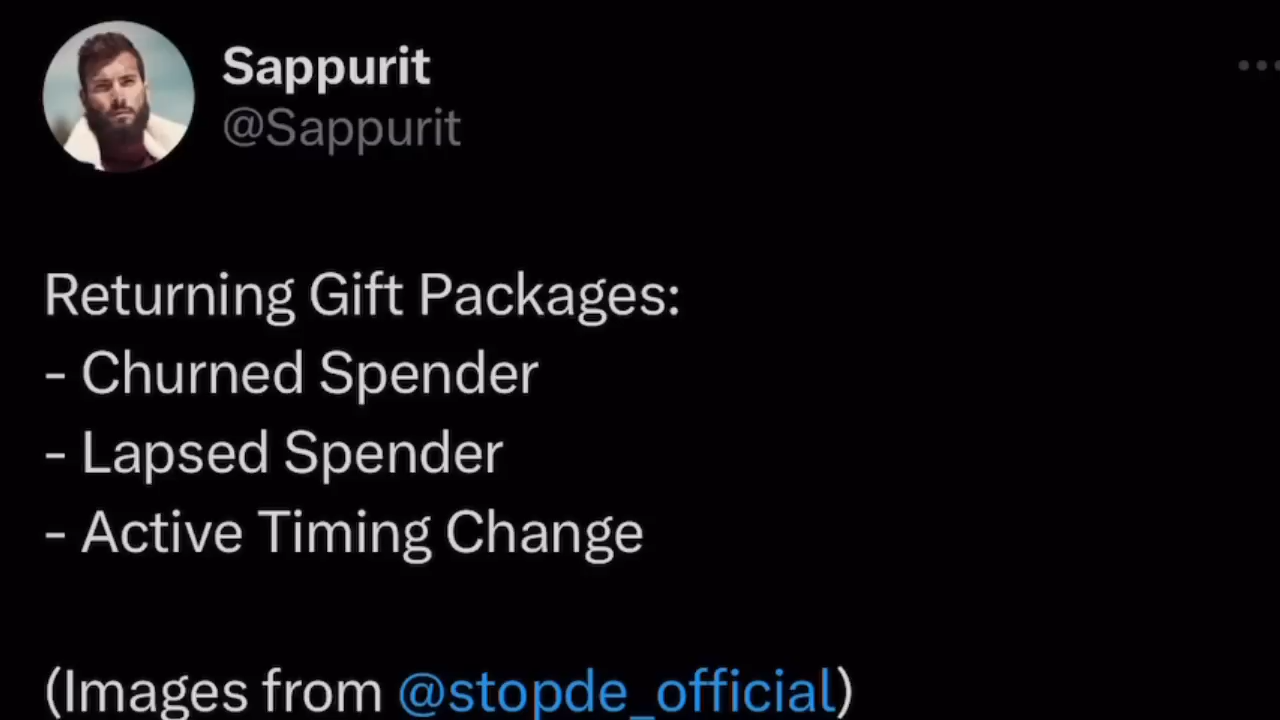 Sappurit
@Sappurit
Returning Gift Packages:
- Churned Spender
- Lapsed Spender
- Active Timing Change
(Images from @stopde_official)